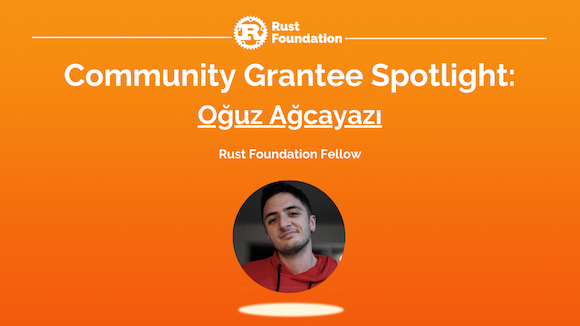 Rust
Foundation
Community Grantee Spotlight:
Oğuz Ağcayazı
Rust Foundation Fellow